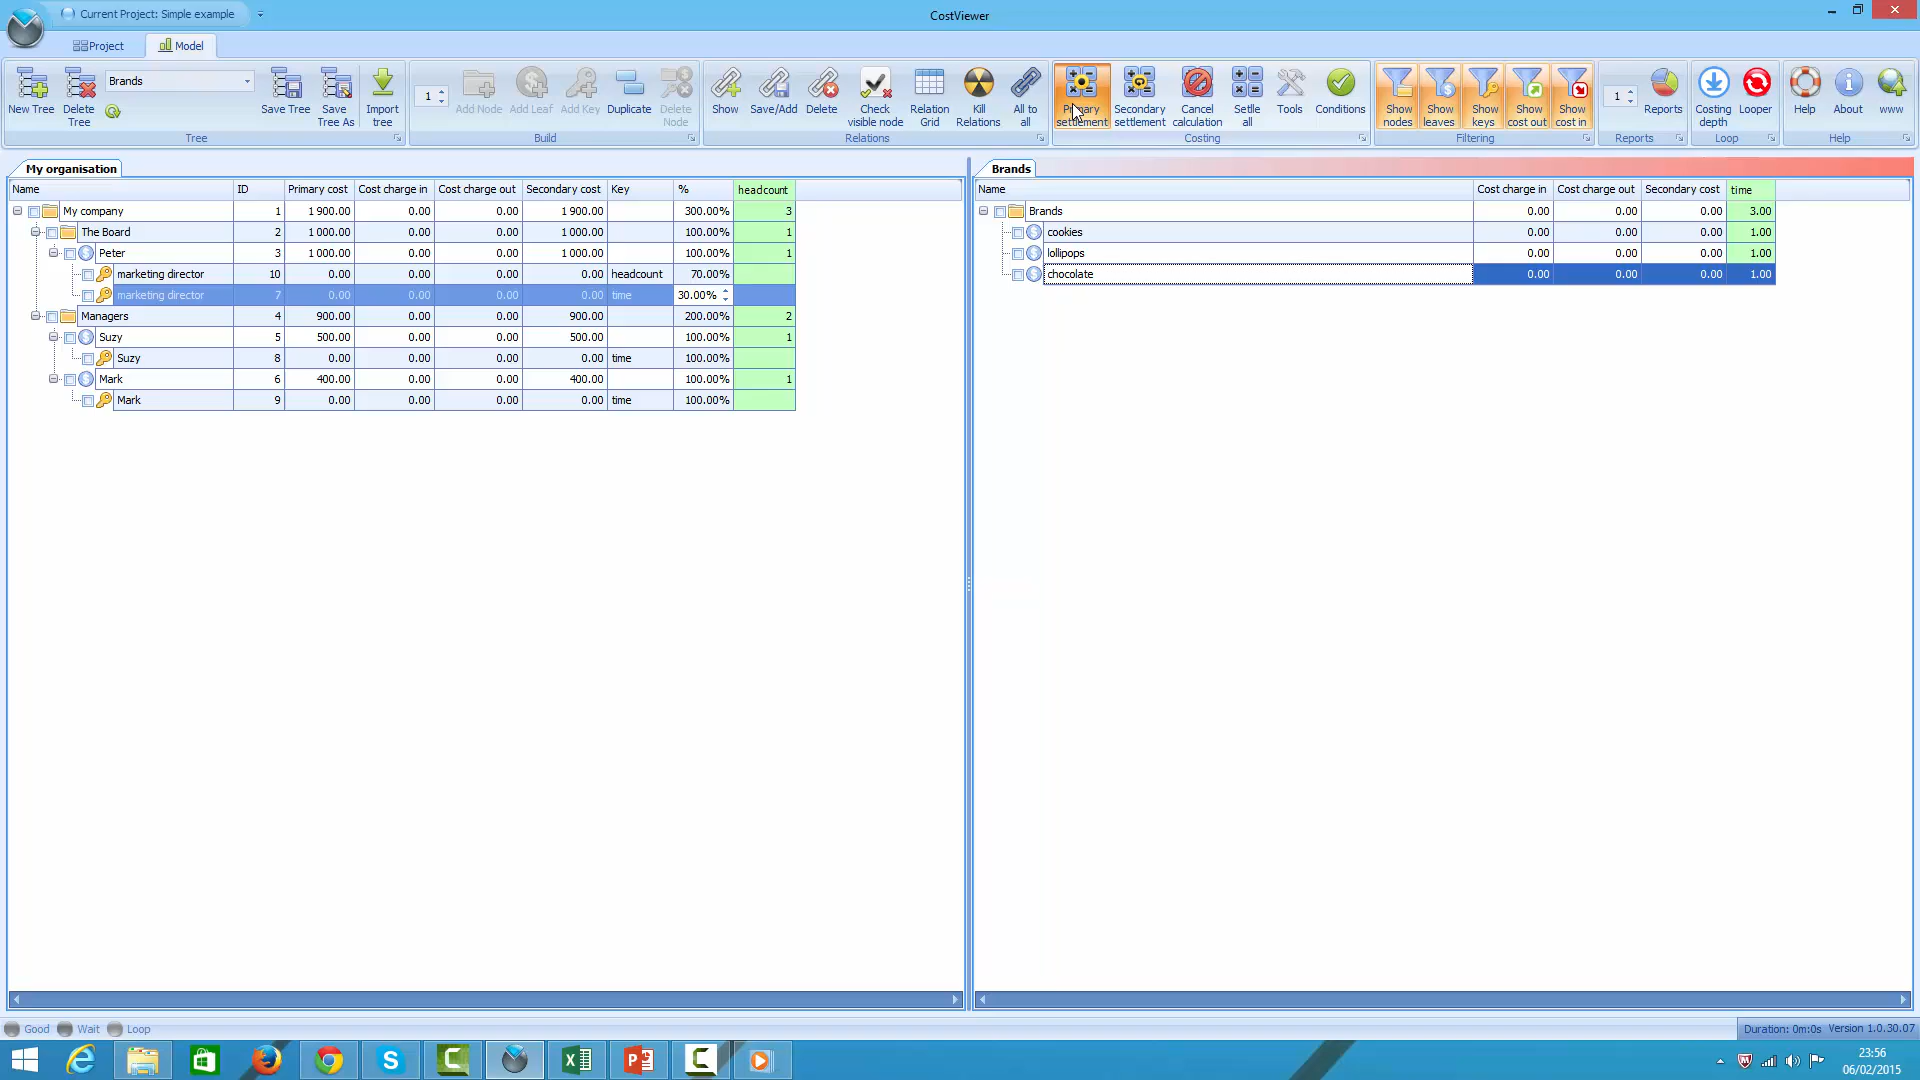 Current Project: Simple example
CostViewer
Project
Model
New Tree
Delete Tree
Brands
Save Tree
Save Tree As
Import tree
Tree
1
Add Node
Add Leaf
Add Key
Duplicate
Delete Node
Build
Show
Save/Add
Delete
Check visible node
Relation Grid
Kill Relations
All to all
Relations
Primary settlement
Secondary settlement
Cancel calculation
Setlle all
Tools
Conditions
Costing
Show nodes
Show leaves
Show keys
Show cost out
Show cost in
Filtering
1
Reports
Reports
Costing depth
Looper
Loop
Help
About
www
Help
My organisation
Name ID Primary cost Cost charge in Cost charge out Secondary cost Key % headcount
My company 1 1 900.00 0.00 0.00 1 900.00 300.00% 3
The Board 2 1 000.00 0.00 0.00 1 000.00 100.00% 1
Peter 3 1 000.00 0.00 0.00 1 000.00 100.00% 1
marketing director 10 0.00 0.00 0.00 0.00 headcount 70.00%
marketing director 7 0.00 0.00 0.00 0.00 time 30.00%
Managers 4 900.00 0.00 0.00 900.00 200.00% 2
Suzy 5 500.00 0.00 0.00 500.00 100.00% 1
Suzy 8 0.00 0.00 0.00 0.00 time 100.00%
Mark 6 400.00 0.00 0.00 400.00 100.00% 1
Mark 9 0.00 0.00 0.00 0.00 time 100.00%
Brands
Name Cost charge in Cost charge out Secondary cost time
Brands 0.00 0.00 0.00 3.00
cookies 0.00 0.00 0.00 1.00
lollipops 0.00 0.00 0.00 1.00
chocolate 0.00 0.00 0.00 1.00
Good Wait Loop
Duration: 0m:0s Version 1.0.30.07
23:56
06/02/2015